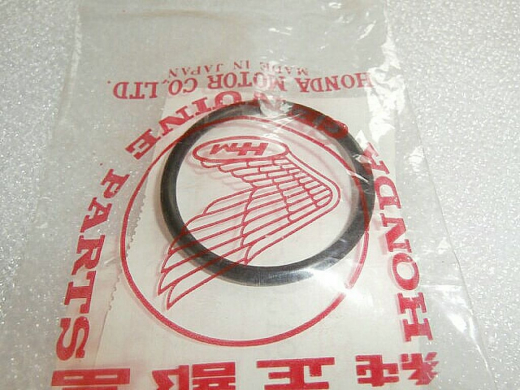 純正部品
HONDA GENUINE PARTS
HM
HONDA MOTOR CO.,LTD.
MADE IN JAPAN